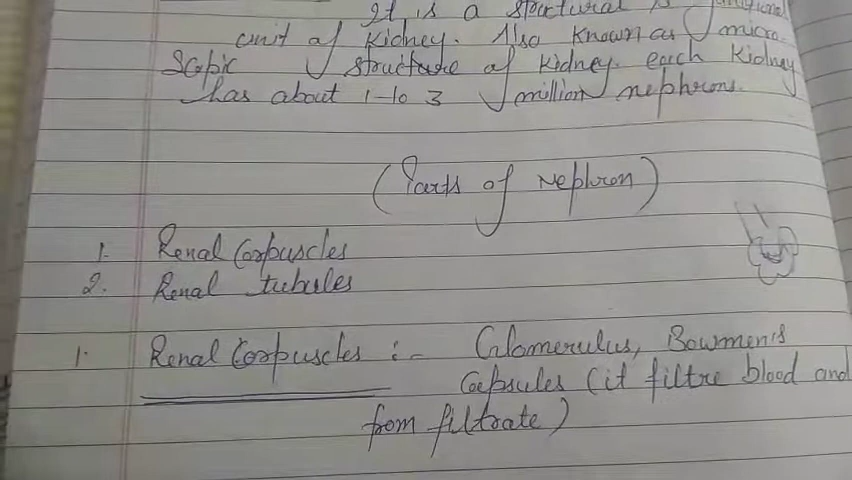 It is a structural & functional
unit of Kidney. Also known as micro-
Scopic structure of kidney. each Kidney
has about 1 to 3 million nephrons.
(Parts of Nephron)
1. Renal Corpuscles
2. Renal tubules
1. Renal Corpuscles :- Glomerulus, Bowmen's
Capsules (it filtre blood and
from filtrate)